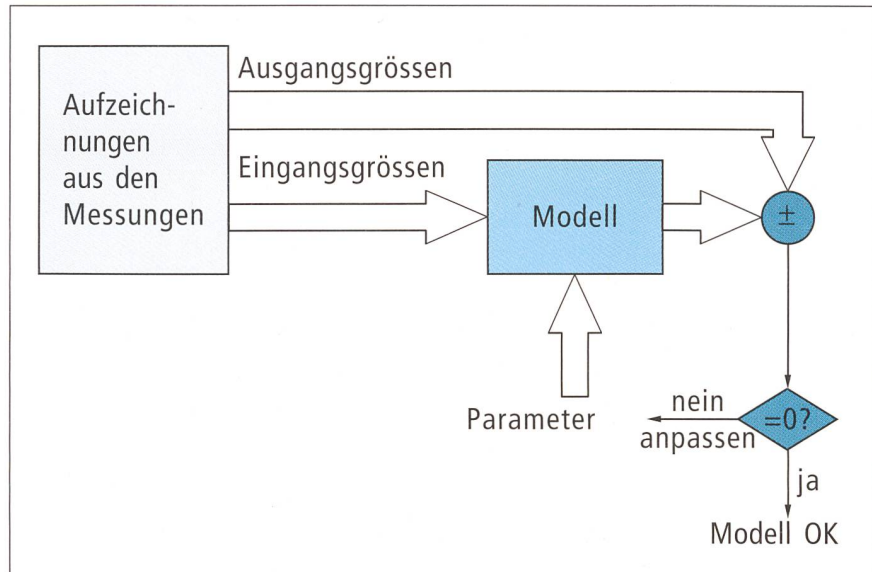 Ausgangsgrössen
Aufzeich-
nungen
aus den
Messungen
Eingangsgrössen
Modell
±
Parameter
nein
anpassen
=0?
ja
Modell OK